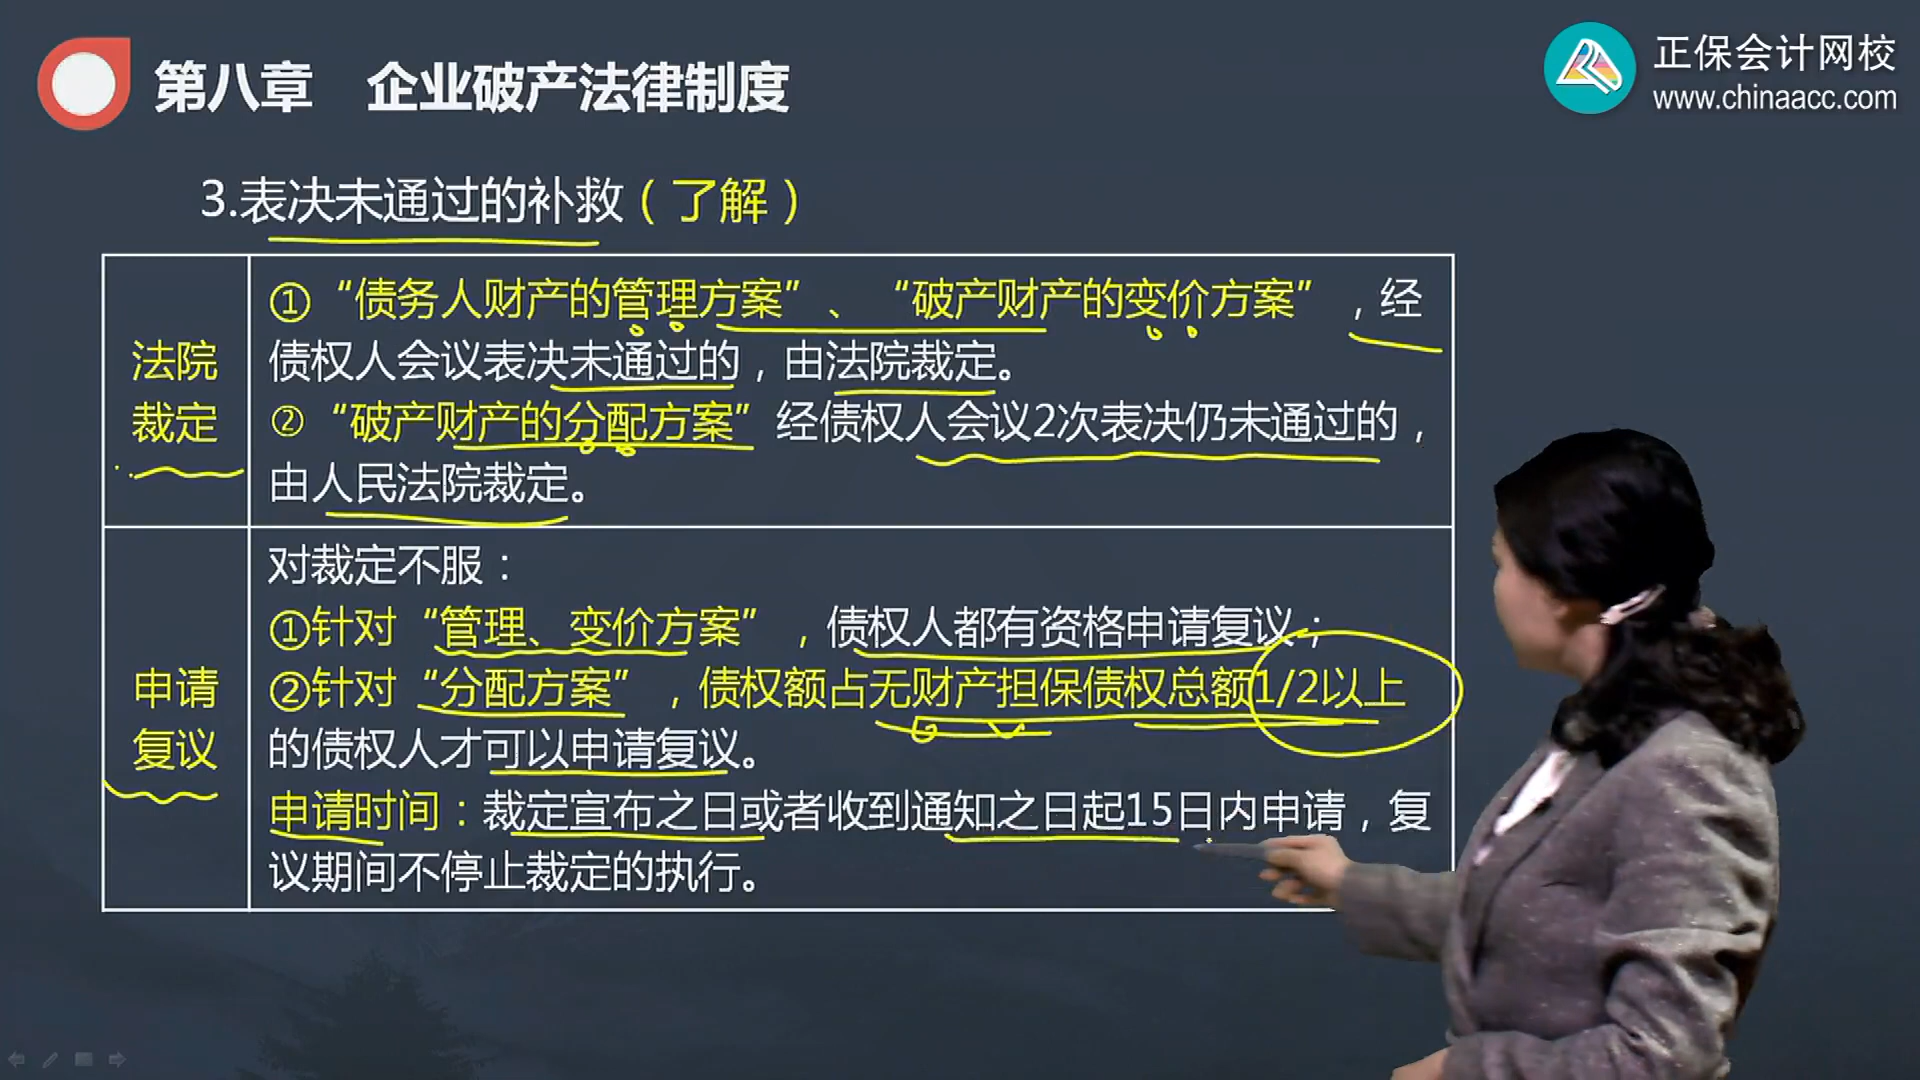 第八章 企业破产法律制度
正保会计网校
www.chinaacc.com
3.表决未通过的补救（了解）
法院
裁定
①“债务人财产的管理方案”、“破产财产的变价方案”，经
债权人会议表决未通过的，由法院裁定。
②“破产财产的分配方案”经债权人会议2次表决仍未通过的，
由人民法院裁定。
申请
复议
对裁定不服：
①针对“管理、变价方案”，债权人都有资格申请复议；
②针对“分配方案”，债权额占无财产担保债权总额1/2以上
的债权人才可以申请复议。
申请时间：裁定宣布之日或者收到通知之日起15日内申请，复
议期间不停止裁定的执行。